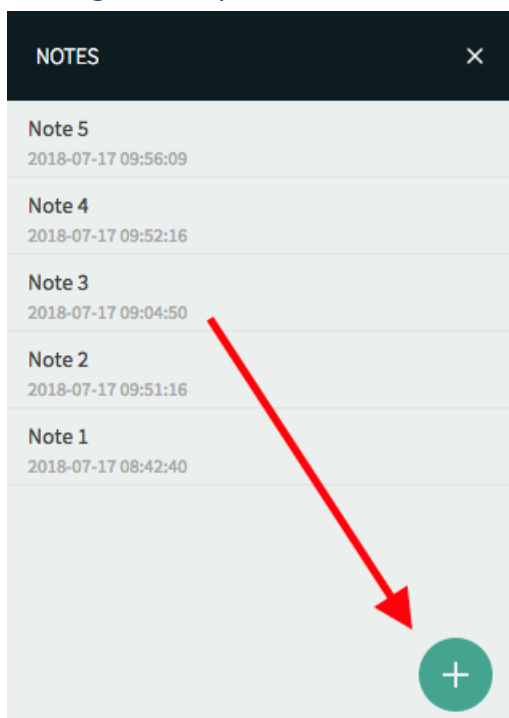 NOTES ×
Note 5
2018-07-17 09:56:09
Note 4
2018-07-17 09:52:16
Note 3
2018-07-17 09:04:50
Note 2
2018-07-17 09:51:16
Note 1
2018-07-17 08:42:40
+